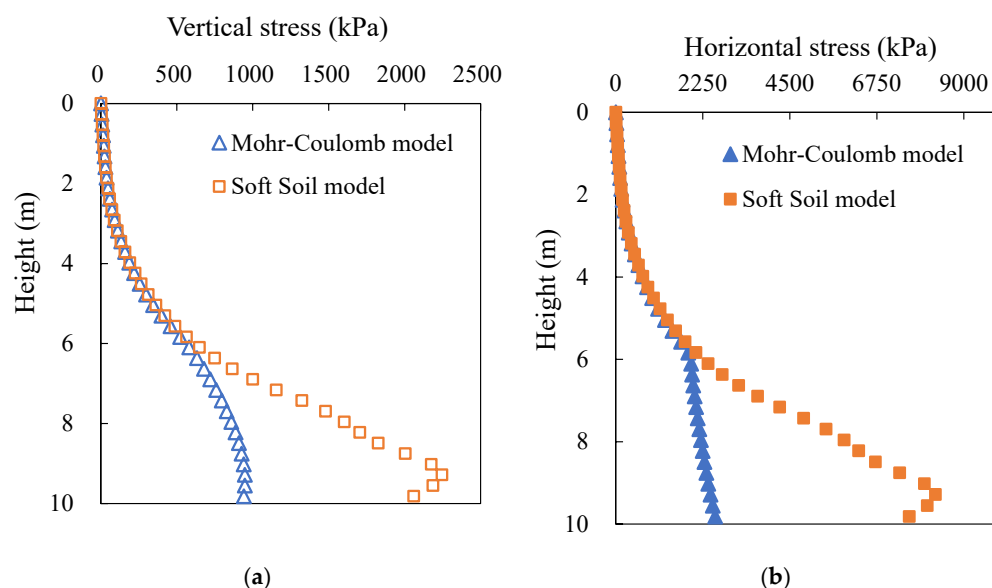 Vertical stress (kPa)
0 500 1000 1500 2000 2500
0
2
4
6
8
10
Height (m)
Mohr-Coulomb model
Soft Soil model
(a)
Horizontal stress (kPa)
0 2250 4500 6750 9000
0
2
4
6
8
10
Height (m)
Mohr-Coulomb model
Soft Soil model
(b)